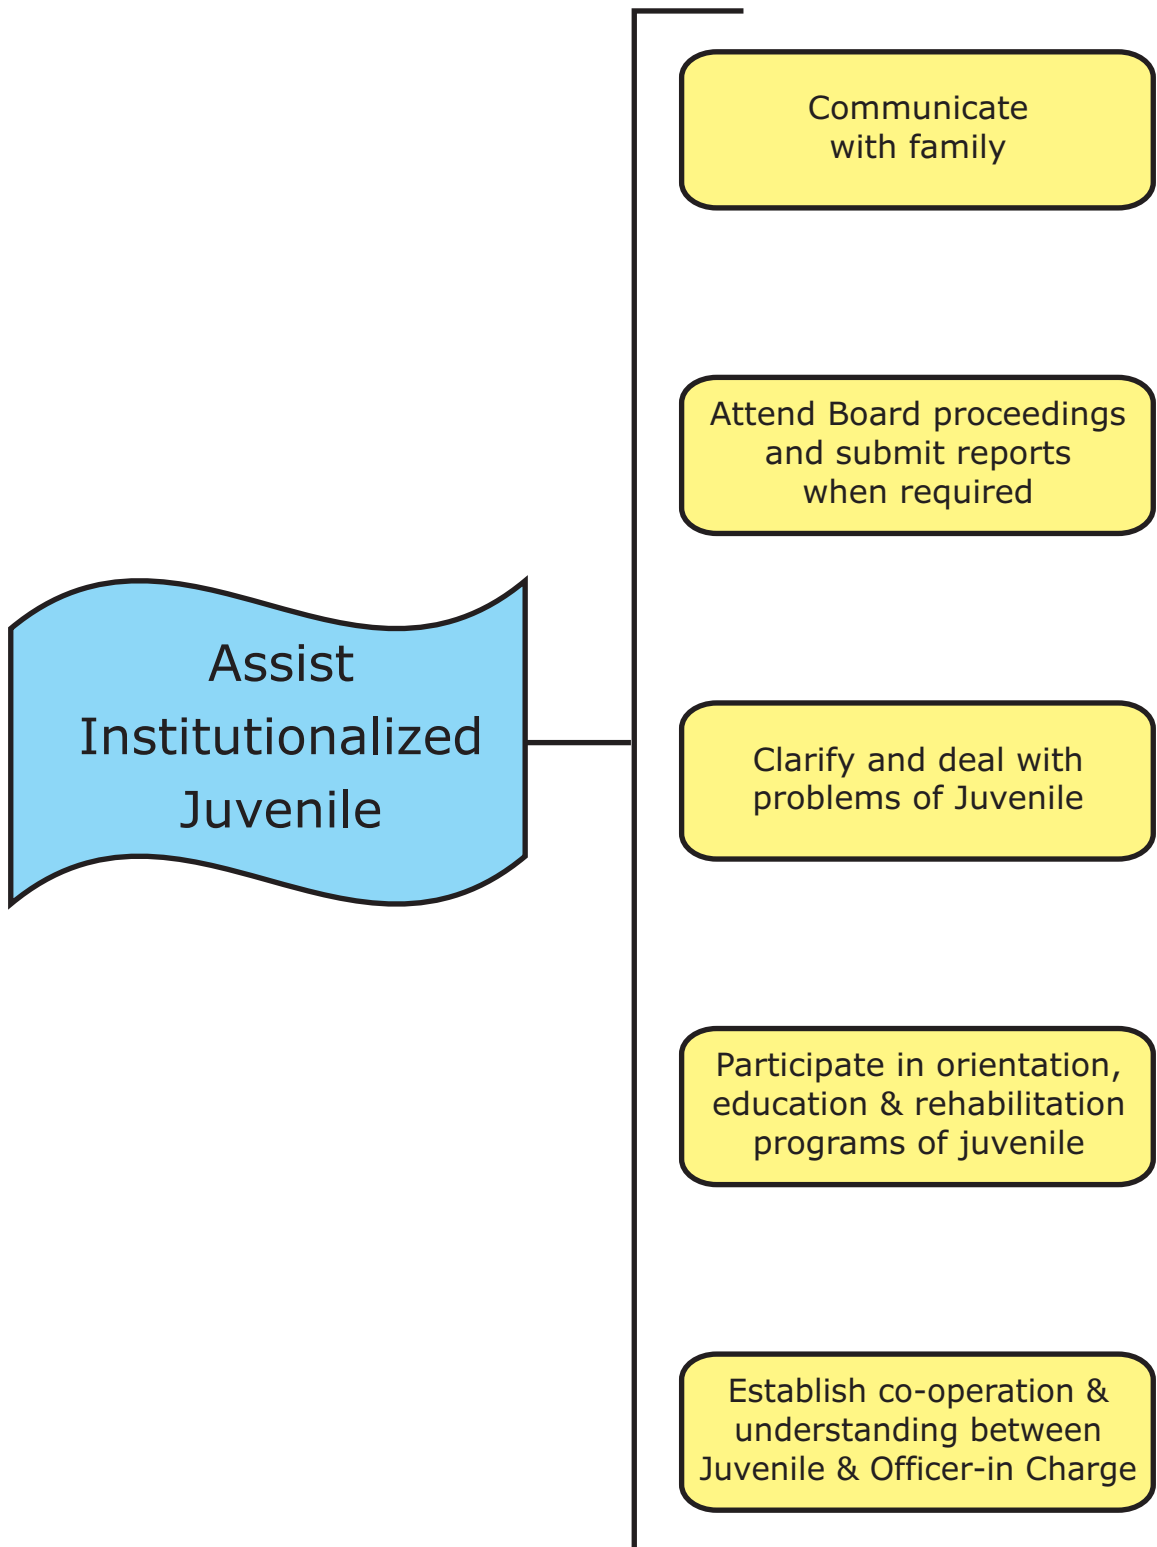 Communicate
with family
Attend Board proceedings
and submit reports
when required
Assist
Institutionalized
Juvenile
Clarify and deal with
problems of Juvenile
Participate in orientation,
education & rehabilitation
programs of juvenile
Establish co-operation &
understanding between
Juvenile & Officer-in Charge